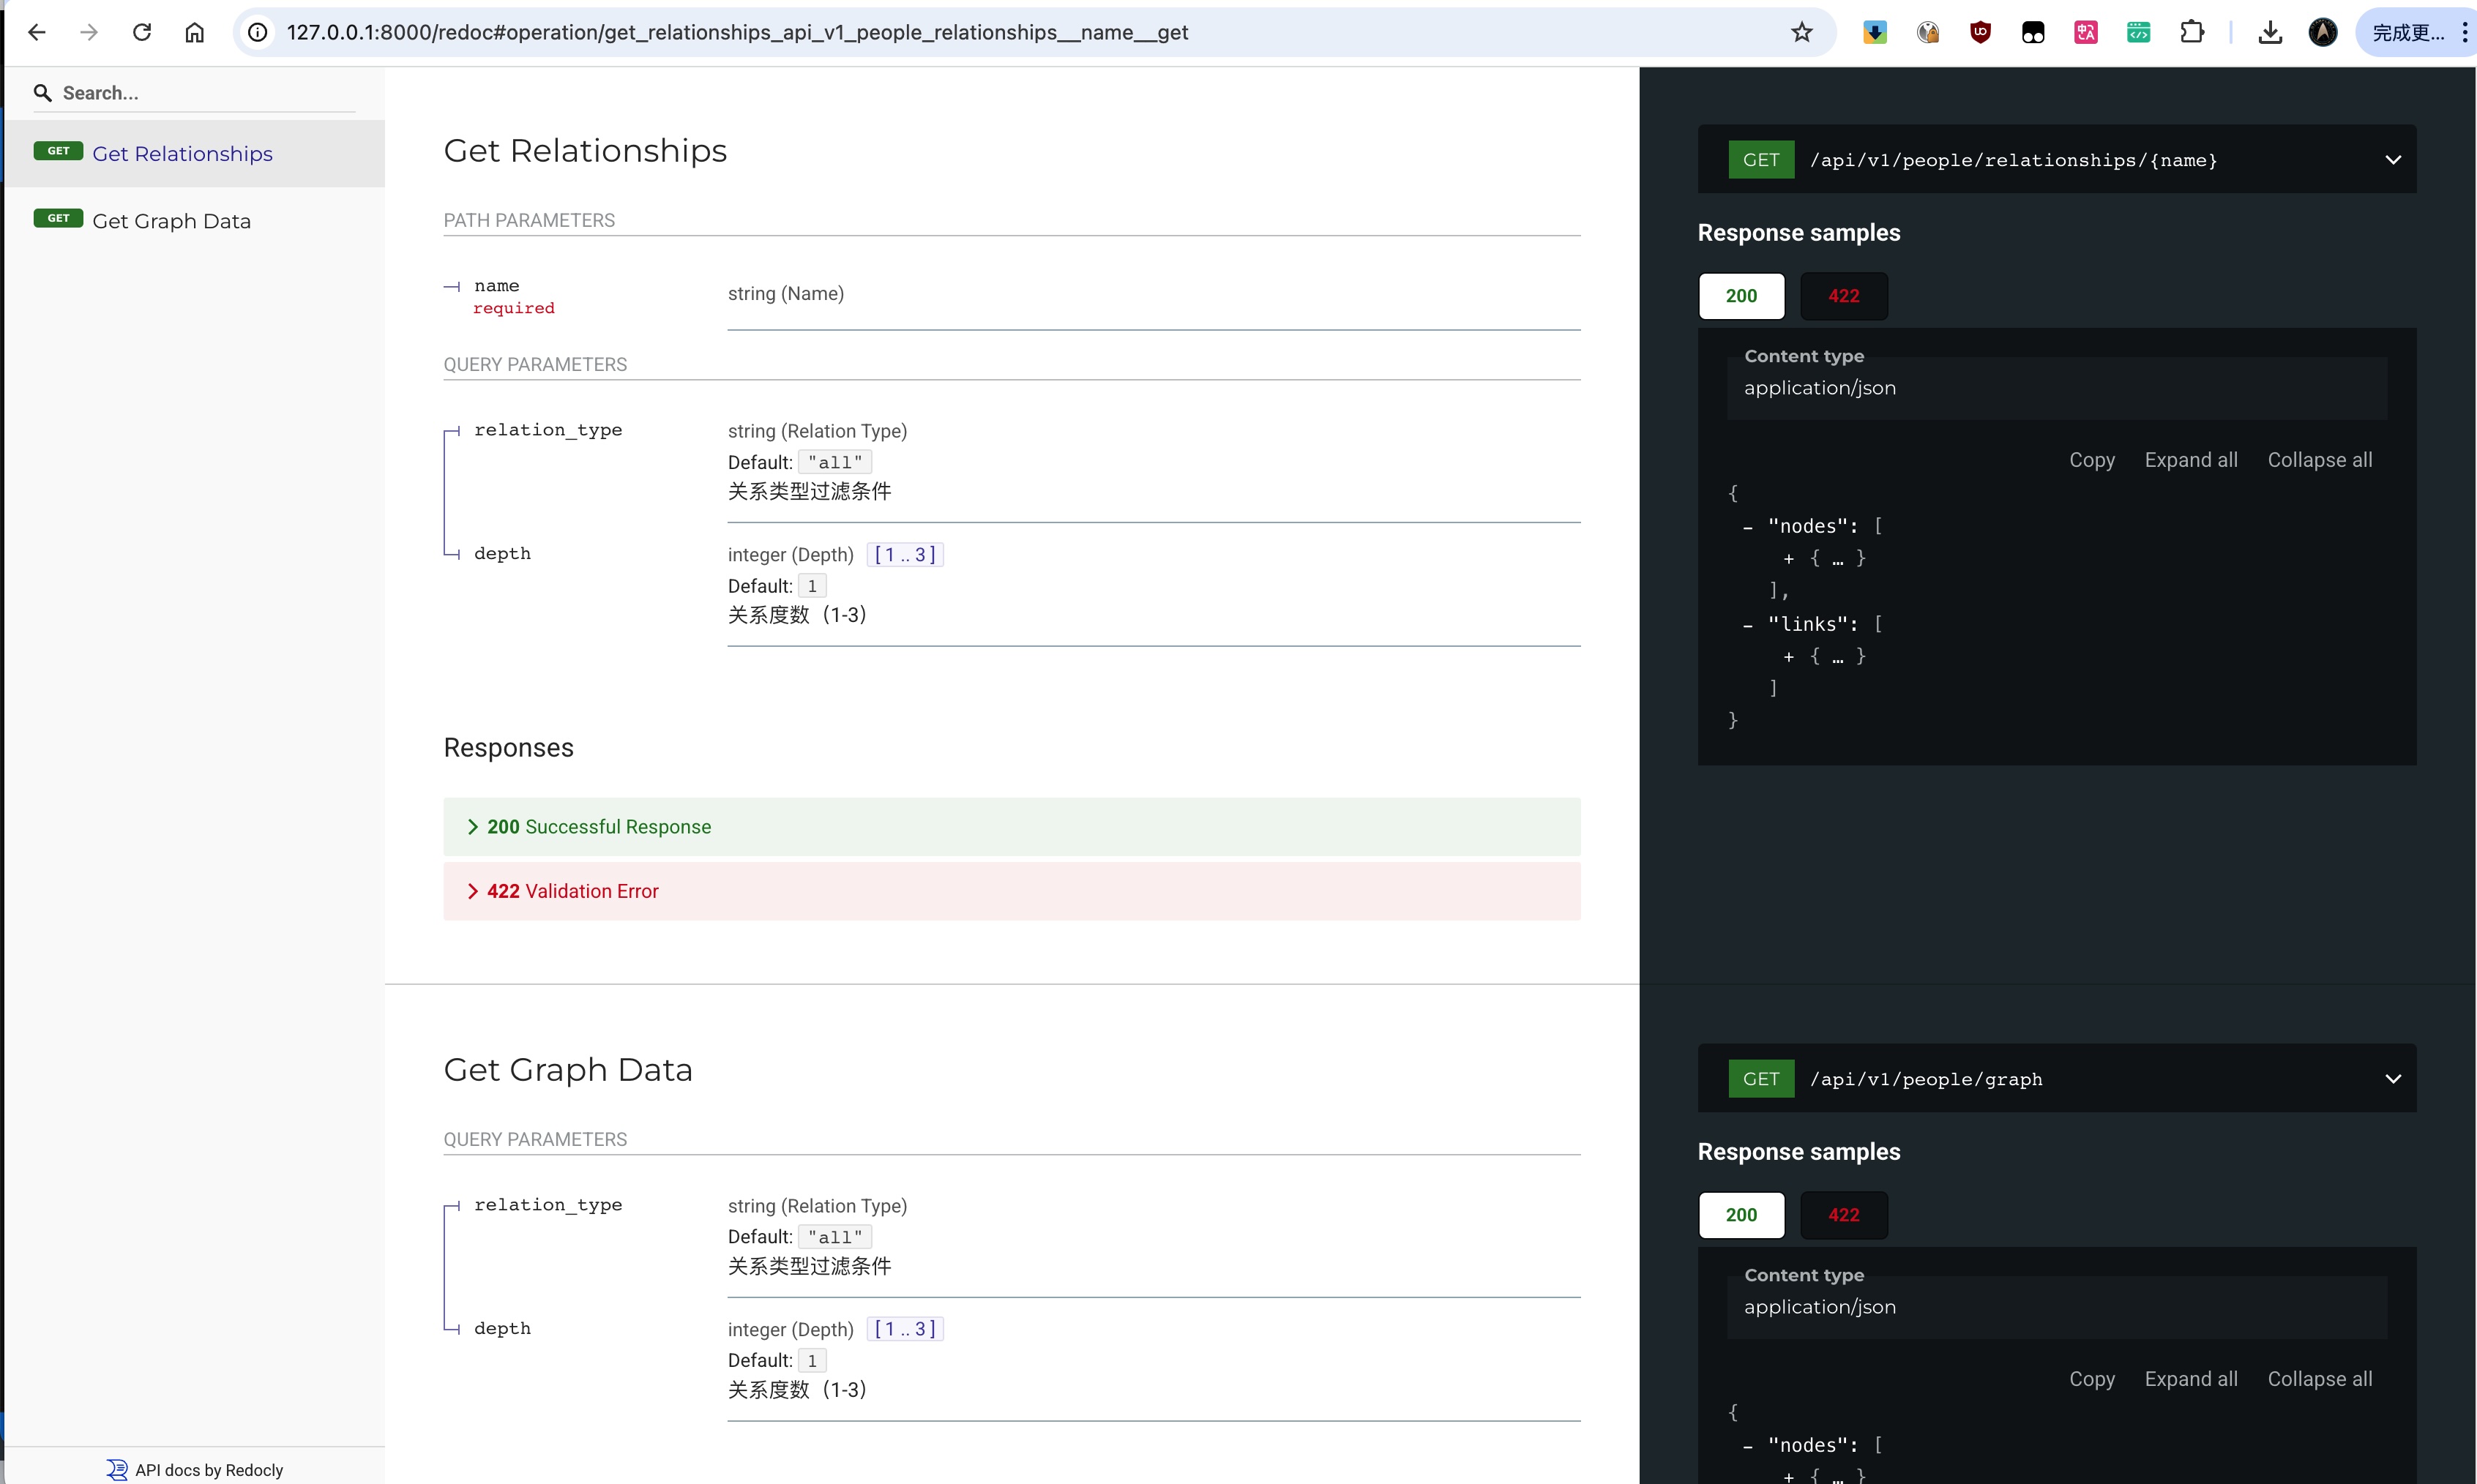 127.0.0.1:8000/redoc#operation/get_relationships_api_v1_people_relationships__name__get
完成更...
Search...
GET Get Relationships
GET Get Graph Data
API docs by Redocly
Get Relationships
PATH PARAMETERS
name
required
string (Name)
QUERY PARAMETERS
relation_type
string (Relation Type)
Default: "all"
关系类型过滤条件
depth
integer (Depth) [ 1 .. 3 ]
Default: 1
关系度数（1-3）
Responses
200 Successful Response
422 Validation Error
GET /api/v1/people/relationships/{name}
Response samples
200 422
Content type
application/json
Copy Expand all Collapse all
{
– "nodes": [
+ { … }
],
– "links": [
+ { … }
]
}
Get Graph Data
QUERY PARAMETERS
relation_type
string (Relation Type)
Default: "all"
关系类型过滤条件
depth
integer (Depth) [ 1 .. 3 ]
Default: 1
关系度数（1-3）
GET /api/v1/people/graph
Response samples
200 422
Content type
application/json
Copy Expand all Collapse all
{
– "nodes": [
+ { … }